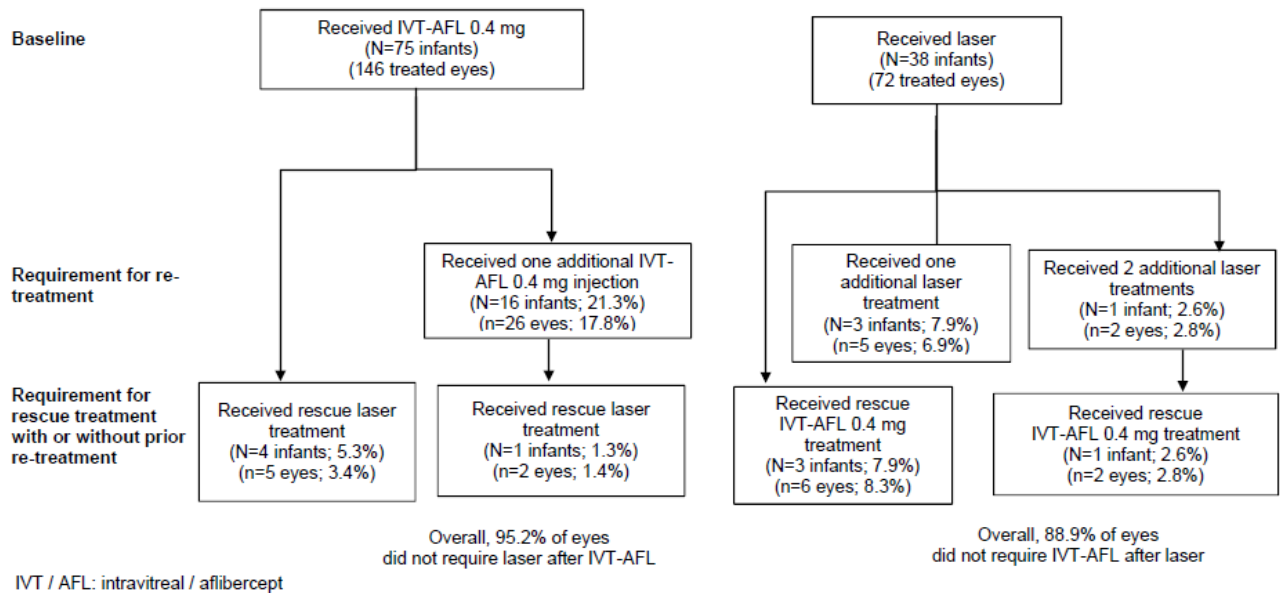 Baseline
Received IVT-AFL 0.4 mg
(N=75 infants)
(146 treated eyes)
Received laser
(N=38 infants)
(72 treated eyes)
Requirement for re-
treatment
Received one additional IVT-
AFL 0.4 mg injection
(N=16 infants; 21.3%)
(n=26 eyes; 17.8%)
Received one
additional laser
treatment
(N=3 infants; 7.9%)
(n=5 eyes; 6.9%)
Received 2 additional laser
treatments
(N=1 infant; 2.6%)
(n=2 eyes; 2.8%)
Requirement for
rescue treatment
with or without prior
re-treatment
Received rescue laser
treatment
(N=4 infants; 5.3%)
(n=5 eyes; 3.4%)
Received rescue laser
treatment
(N=1 infants; 1.3%)
(n=2 eyes; 1.4%)
Received rescue
IVT-AFL 0.4 mg
treatment
(N=3 infants; 7.9%)
(n=6 eyes; 8.3%)
Received rescue
IVT-AFL 0.4 mg treatment
(N=1 infant; 2.6%)
(n=2 eyes; 2.8%)
Overall, 95.2% of eyes
did not require laser after IVT-AFL
Overall, 88.9% of eyes
did not require IVT-AFL after laser
IVT / AFL: intravitreal / aflibercept